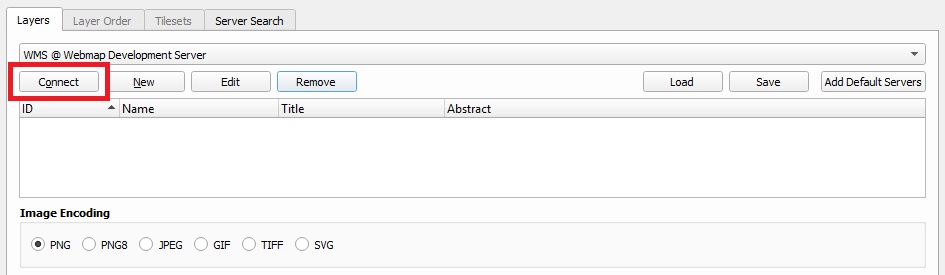 Layers Layer Order Tilesets Server Search
WMS @ Webmap Development Server
Connect New Edit Remove Load Save Add Default Servers
ID Name Title Abstract
Image Encoding
PNG PNG8 JPEG GIF TIFF SVG